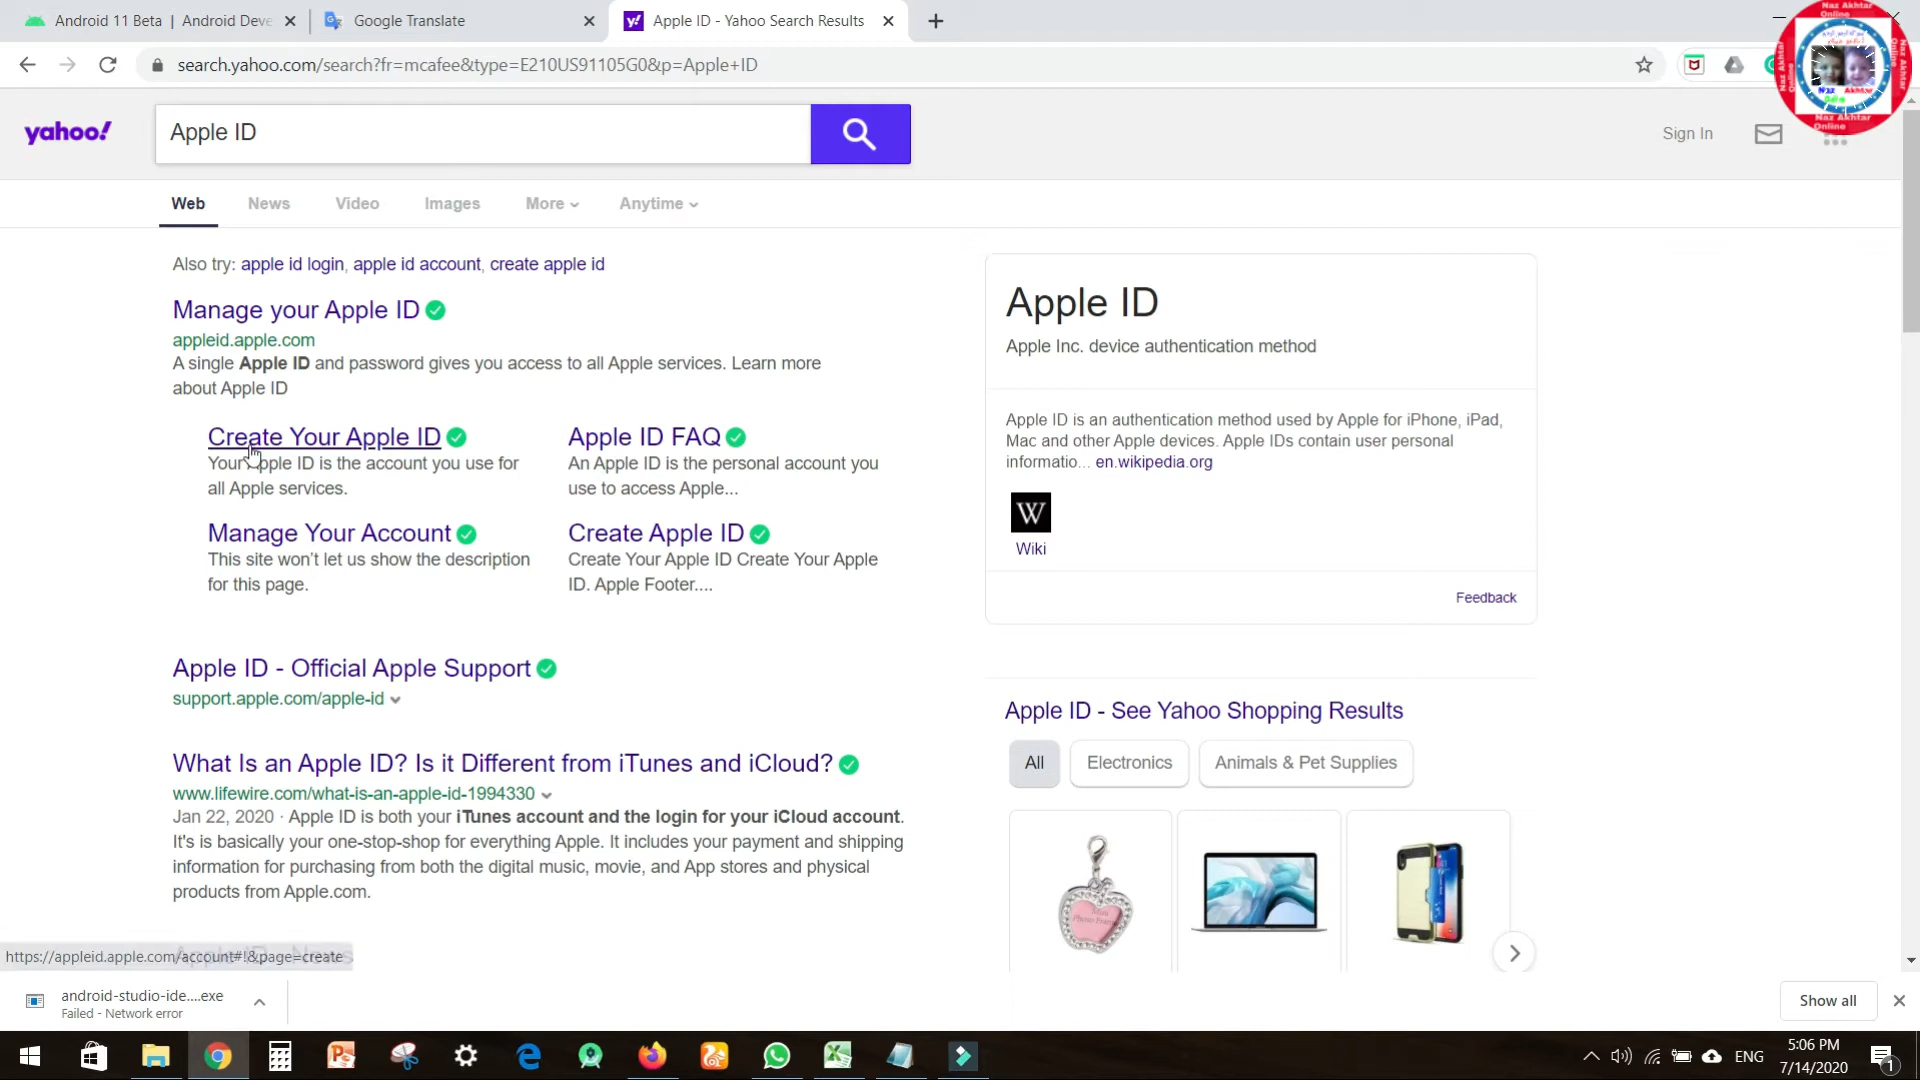 Android 11 Beta | Android Deve
Google Translate
Apple ID - Yahoo Search Results
search.yahoo.com/search?fr=mcafee&type=E210US91105G0&p=Apple+ID
Naz Akhtar
Online
yahoo!
Apple ID
Sign In
Web
News
Video
Images
More
Anytime
Also try: apple id login, apple id account, create apple id
Manage your Apple ID
appleid.apple.com
A single Apple ID and password gives you access to all Apple services. Learn more
about Apple ID
Create Your Apple ID
Your Apple ID is the account you use for
all Apple services.
Apple ID FAQ
An Apple ID is the personal account you
use to access Apple...
Manage Your Account
This site won't let us show the description
for this page.
Create Apple ID
Create Your Apple ID Create Your Apple
ID. Apple Footer....
Apple ID - Official Apple Support
support.apple.com/apple-id
What Is an Apple ID? Is it Different from iTunes and iCloud?
www.lifewire.com/what-is-an-apple-id-1994330
Jan 22, 2020 · Apple ID is both your iTunes account and the login for your iCloud account.
It's is basically your one-stop-shop for everything Apple. It includes your payment and shipping
information for purchasing from both the digital music, movie, and App stores and physical
products from Apple.com.
Apple ID - News
Apple ID
Apple Inc. device authentication method
Apple ID is an authentication method used by Apple for iPhone, iPad,
Mac and other Apple devices. Apple IDs contain user personal
informatio... en.wikipedia.org
W
Wiki
Feedback
Apple ID - See Yahoo Shopping Results
All
Electronics
Animals & Pet Supplies
https://appleid.apple.com/account#!&page=create
android-studio-ide....exe
Failed - Network error
Show all
ENG
5:06 PM
7/14/2020
1